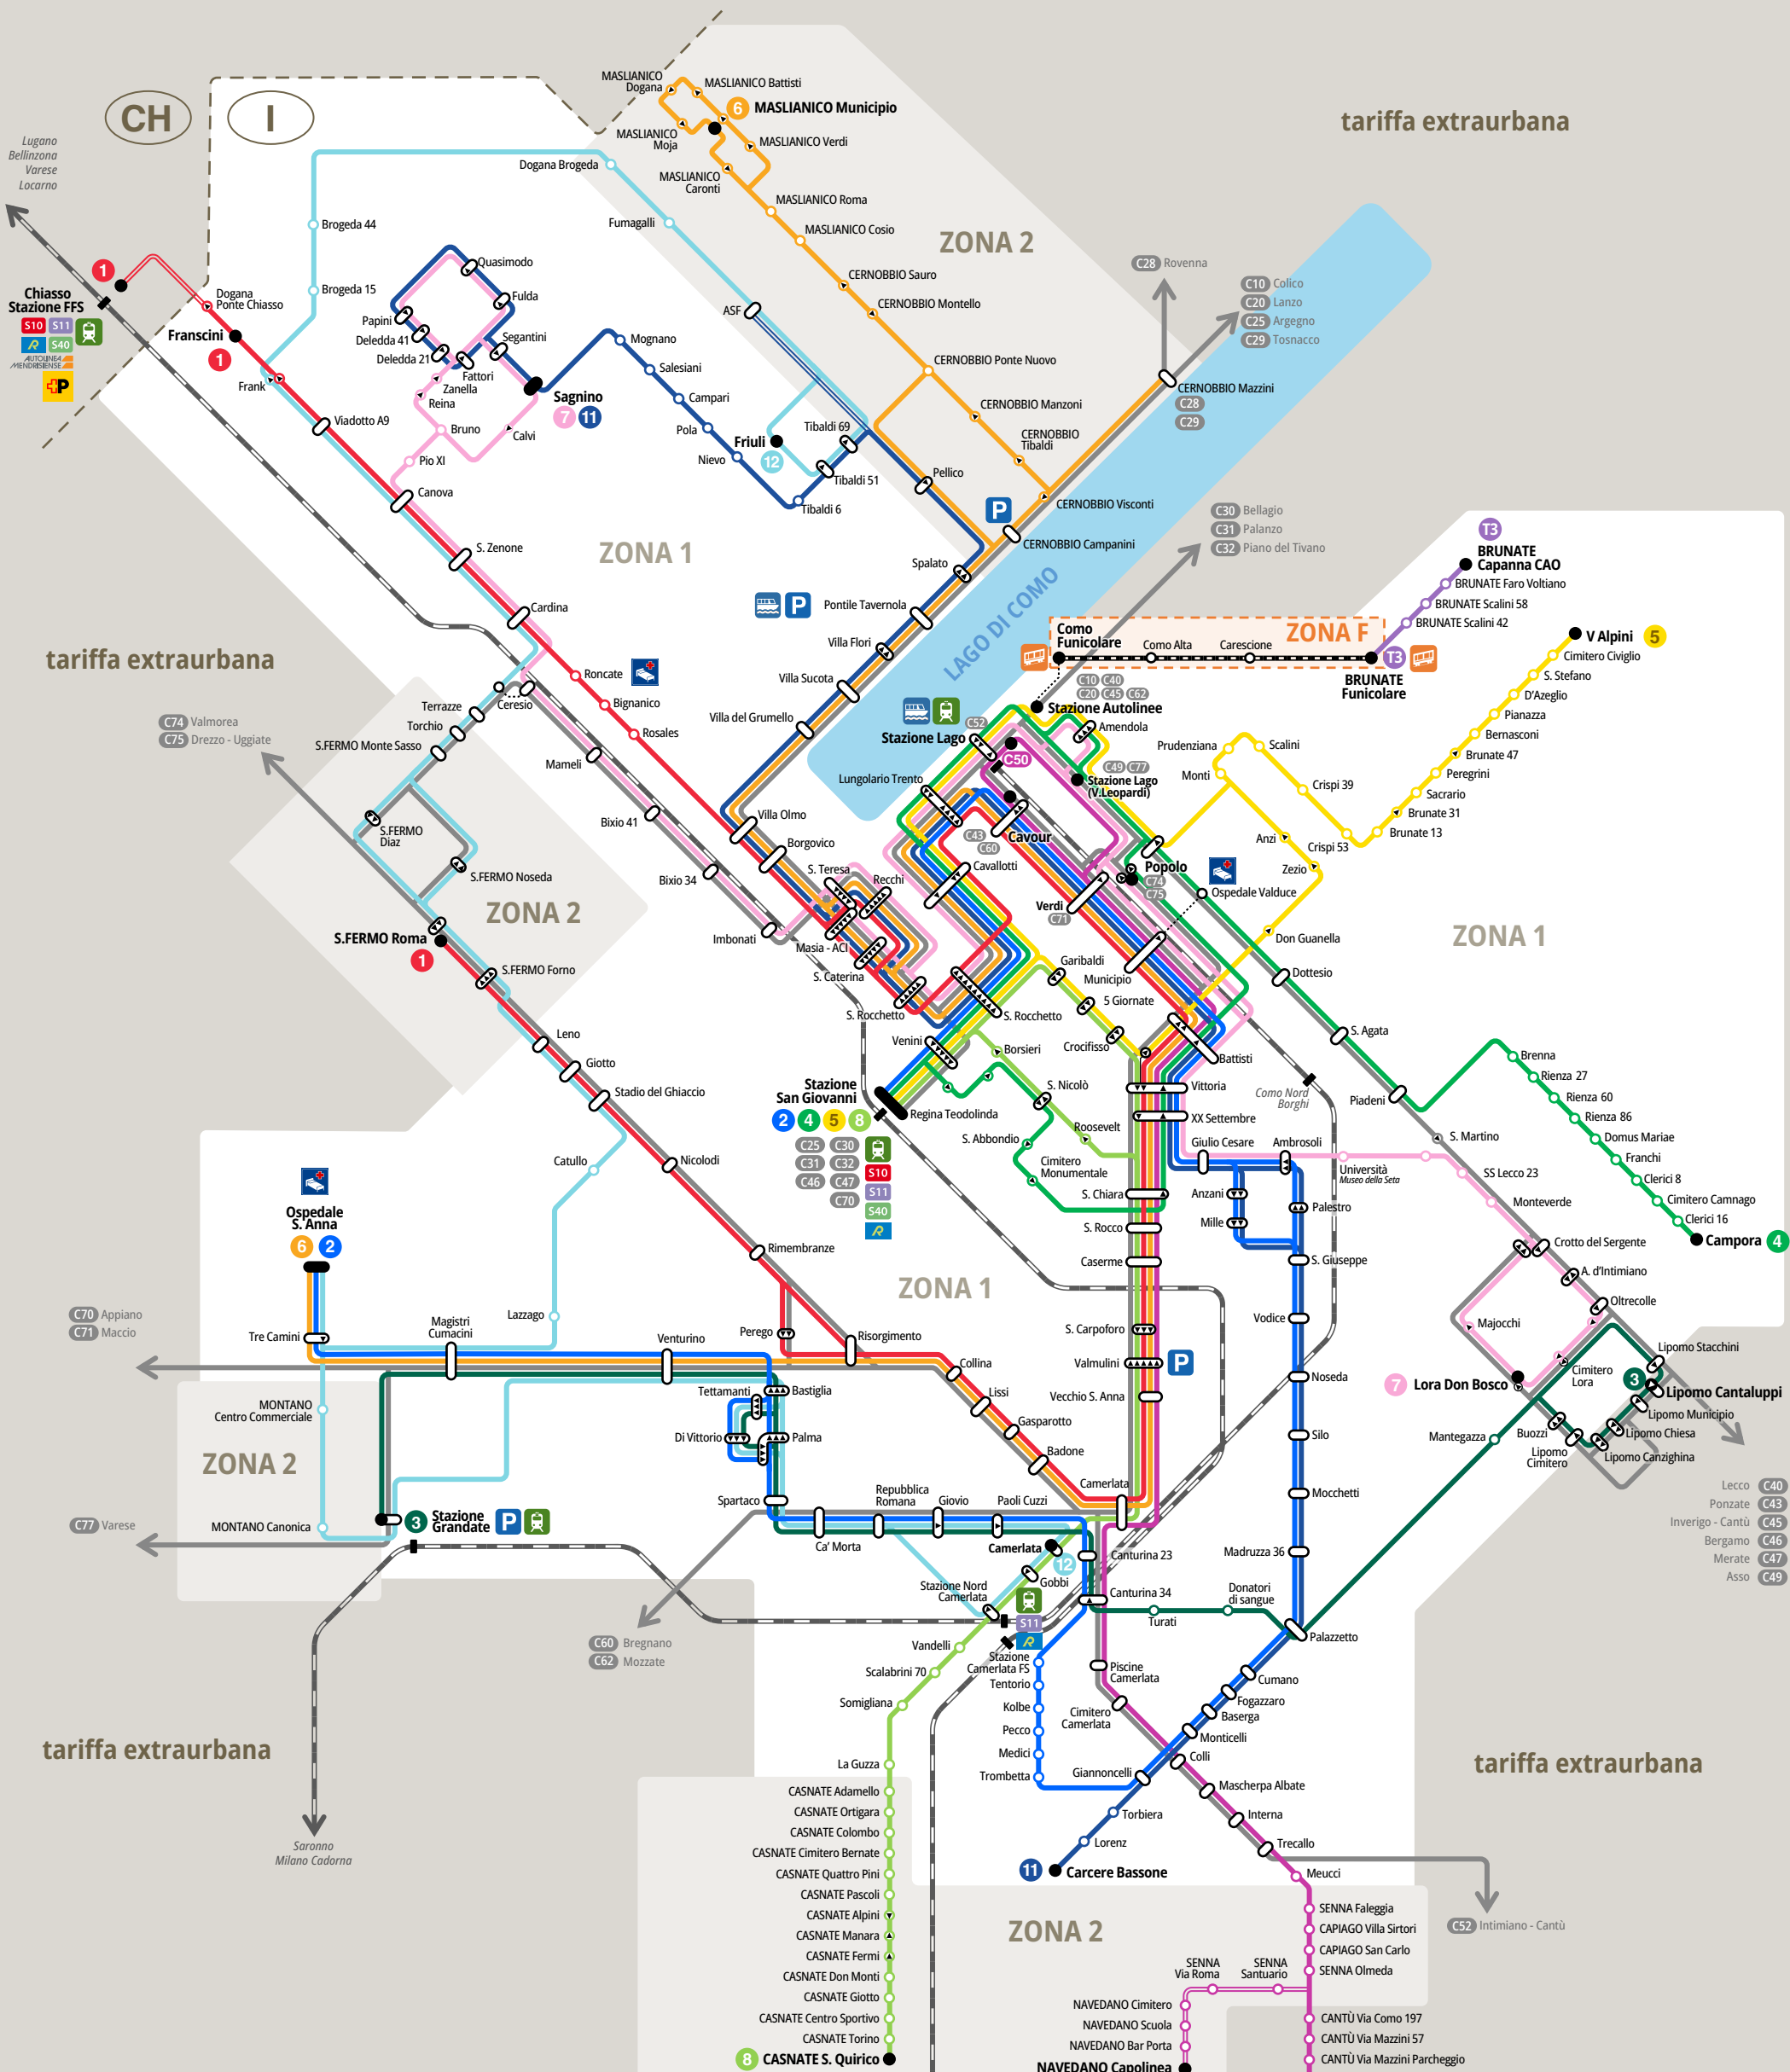 CH
I
tariffa extraurbana
Lugano
Bellinzona
Varese
Locarno
1
Chiasso
Stazione FFS
S10
S11
R
S40
AUTOLINEA
MENDRISIENSE
P
Dogana
Ponte Chiasso
Franscini
1
Frank
Viadotto A9
Brogeda 44
Brogeda 15
Dogana Brogeda
Fumagalli
ASF
MASLIANICO
Dogana
MASLIANICO Battisti
6
MASLIANICO Municipio
MASLIANICO
Moja
MASLIANICO Verdi
MASLIANICO
Caronti
MASLIANICO Roma
MASLIANICO Cosio
ZONA 2
CERNOBBIO Sauro
CERNOBBIO Montello
CERNOBBIO Ponte Nuovo
CERNOBBIO Manzoni
CERNOBBIO
Tibaldi
CERNOBBIO Visconti
CERNOBBIO Campanini
CERNOBBIO Mazzini
C28
C29
C28 Rovenna
C10 Colico
C20 Lanzo
C25 Argegno
C29 Tosnacco
Quasimodo
Fulda
Papini
Segantini
Deledda 41
Deledda 21
Fattori
Zanella
Reina
Sagnino
7 11
Bruno
Calvi
Pio XI
Canova
Mognano
Salesiani
Campari
Pola
Nievo
Friuli
12
Tibaldi 69
Tibaldi 51
Tibaldi 6
Pellico
P
S. Zenone
ZONA 1
Spalato
Cardina
P
Pontile Tavernola
Villa Flori
Villa Sucota
Villa del Grumello
LAGO DI COMO
C30 Bellagio
C31 Palanzo
C32 Piano del Tivano
T3
BRUNATE
Capanna CAO
BRUNATE Faro Voltiano
BRUNATE Scalini 58
BRUNATE Scalini 42
ZONA F
Como
Funicolare
Como Alta
Carescione
T3
BRUNATE
Funicolare
V Alpini 5
Cimitero Civiglio
S. Stefano
D'Azeglio
Pianazza
Bernasconi
Brunate 47
Peregrini
Sacrario
Brunate 31
Brunate 13
Prudenziana
Scalini
Monti
Crispi 39
Anzi
Crispi 53
Zezio
Don Guanella
tariffa extraurbana
Roncate
Bignanico
Rosales
Ceresio
Terrazze
Torchio
S.FERMO Monte Sasso
C74 Valmorea
C75 Drezzo - Uggiate
Mameli
Bixio 41
Bixio 34
Imbonati
S.FERMO
Diaz
S.FERMO Noseda
ZONA 2
S.FERMO Roma
1
S.FERMO Forno
C10 C40
C20 C45 C62
Stazione Autolinee
C52
Stazione Lago
Amendola
C50
C49 C77
Stazione Lago
(V.Leopardi)
Lungolario Trento
Cavour
C43
C60
Cavallotti
Popolo
C74
C75
Ospedale Valduce
Verdi
C71
Villa Olmo
Borgovico
S. Teresa
Recchi
Masia - ACI
S. Caterina
S. Rocchetto
S. Rocchetto
Garibaldi
Municipio
5 Giornate
Crocifisso
Battisti
ZONA 1
Dottesio
S. Agata
Piadeni
S. Martino
Brenna
Rienza 27
Rienza 60
Rienza 86
Domus Mariae
Franchi
Clerici 8
Cimitero Camnago
Clerici 16
Campora 4
Leno
Giotto
Stadio del Ghiaccio
Nicolodi
Catullo
Venini
Borsieri
Stazione
San Giovanni
2 4 5 8
Regina Teodolinda
C25 C30
C31 C32
C46 C47
C70
S10
S11
S40
R
S. Nicolò
Roosevelt
S. Abbondio
Cimitero
Monumentale
Vittoria
XX Settembre
Como Nord
Borghi
Giulio Cesare
Ambrosoli
Università
Museo della Seta
SS Lecco 23
Monteverde
Crotto del Sergente
A. d'Intimiano
Oltrecolle
Majocchi
Cimitero
Lora
Lora Don Bosco
7
Lipomo Stacchini
3
Lipomo Cantaluppi
Lipomo Municipio
Lipomo Chiesa
Lipomo Canzighina
Buozzi
Lipomo
Cimitero
Mantegazza
S. Chiara
Anzani
Palestro
Mille
S. Rocco
Caserme
S. Giuseppe
Vodice
S. Carpoforo
Valmulini
P
Vecchio S. Anna
Noseda
Silo
Mocchetti
Madruzza 36
Ospedale
S. Anna
6 2
Rimembranze
Lazzago
ZONA 1
C70 Appiano
C71 Maccio
Tre Camini
Magistri
Cumacini
Venturino
Perego
Risorgimento
Collina
Lissi
Gasparotto
Badone
Camerlata
Tettamanti
Bastiglia
Di Vittorio
Palma
MONTANO
Centro Commerciale
ZONA 2
MONTANO Canonica
3 Stazione
Grandate
P
C77 Varese
Spartaco
Repubblica
Romana
Giovio
Paoli Cuzzi
Ca' Morta
Camerlata
12
Gobbi
Stazione Nord
Camerlata
S11
R
Canturina 23
Canturina 34
Turati
Donatori
di sangue
Palazzetto
Lecco C40
Ponzate C43
Inverigo - Cantù C45
Bergamo C46
Merate C47
Asso C49
C60 Bregnano
C62 Mozzate
Vandelli
Scalabrini 70
Somigliana
Stazione
Camerlata FS
Tentorio
Kolbe
Pecco
Medici
Trombetta
Piscine
Camerlata
Cimitero
Camerlata
Cumano
Fogazzaro
Baserga
Monticelli
Colli
Giannoncelli
Mascherpa Albate
Interna
Trecallo
Meucci
Torbiera
Lorenz
11 Carcere Bassone
tariffa extraurbana
tariffa extraurbana
Saronno
Milano Cadorna
La Guzza
CASNATE Adamello
CASNATE Ortigara
CASNATE Colombo
CASNATE Cimitero Bernate
CASNATE Quattro Pini
CASNATE Pascoli
CASNATE Alpini
CASNATE Manara
CASNATE Fermi
CASNATE Don Monti
CASNATE Giotto
CASNATE Centro Sportivo
CASNATE Torino
8 CASNATE S. Quirico
ZONA 2
SENNA Faleggia
CAPIAGO Villa Sirtori
CAPIAGO San Carlo
SENNA Olmeda
C52 Intimiano - Cantù
SENNA
Via Roma
SENNA
Santuario
NAVEDANO Cimitero
NAVEDANO Scuola
NAVEDANO Bar Porta
NAVEDANO Capolinea
CANTÙ Via Como 197
CANTÙ Via Mazzini 57
CANTÙ Via Mazzini Parcheggio